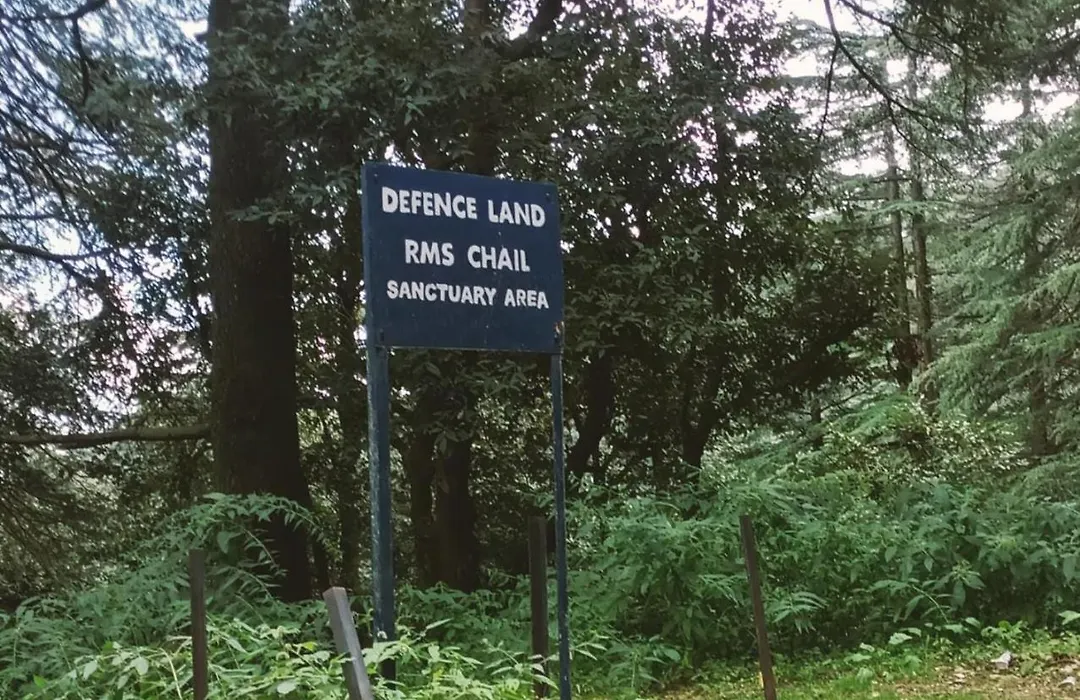 DEFENCE LAND
RMS CHAIL
SANCTUARY AREA